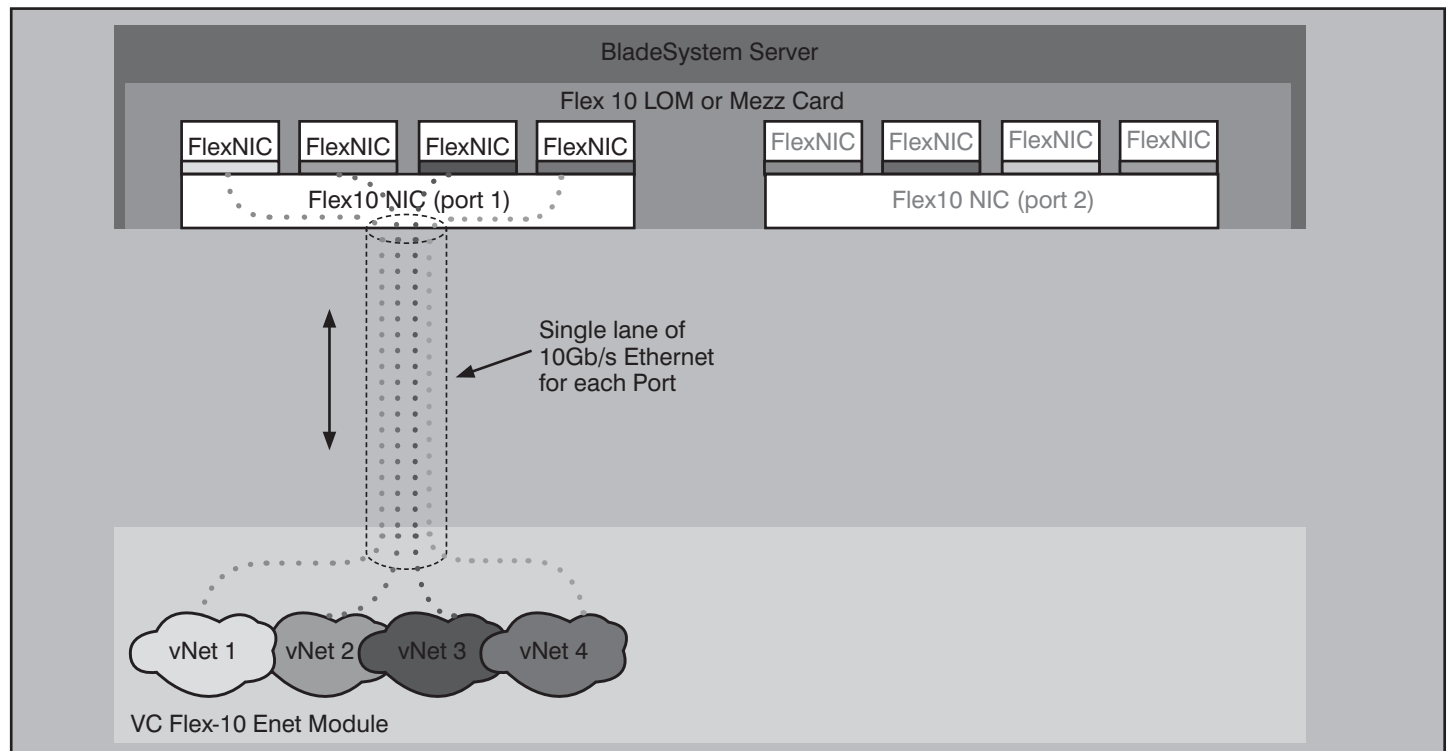 BladeSystem Server
Flex 10 LOM or Mezz Card
FlexNIC FlexNIC FlexNIC FlexNIC FlexNIC FlexNIC FlexNIC FlexNIC
Flex10 NIC (port 1) Flex10 NIC (port 2)
Single lane of
10Gb/s Ethernet
for each Port
vNet 1 vNet 2 vNet 3 vNet 4
VC Flex-10 Enet Module